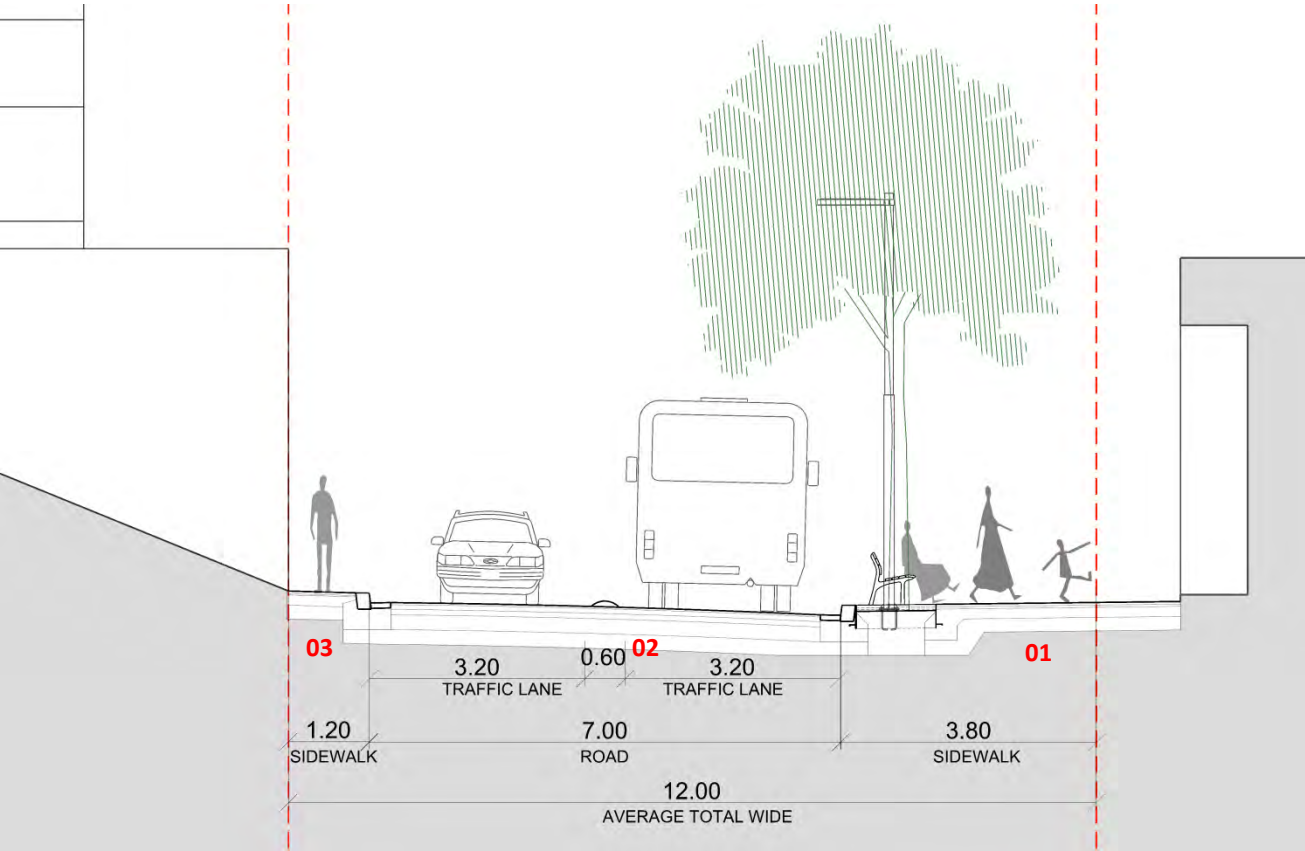 03
02
01
3.20
0.60
3.20
TRAFFIC LANE
TRAFFIC LANE
1.20
7.00
3.80
SIDEWALK
ROAD
SIDEWALK
12.00
AVERAGE TOTAL WIDE